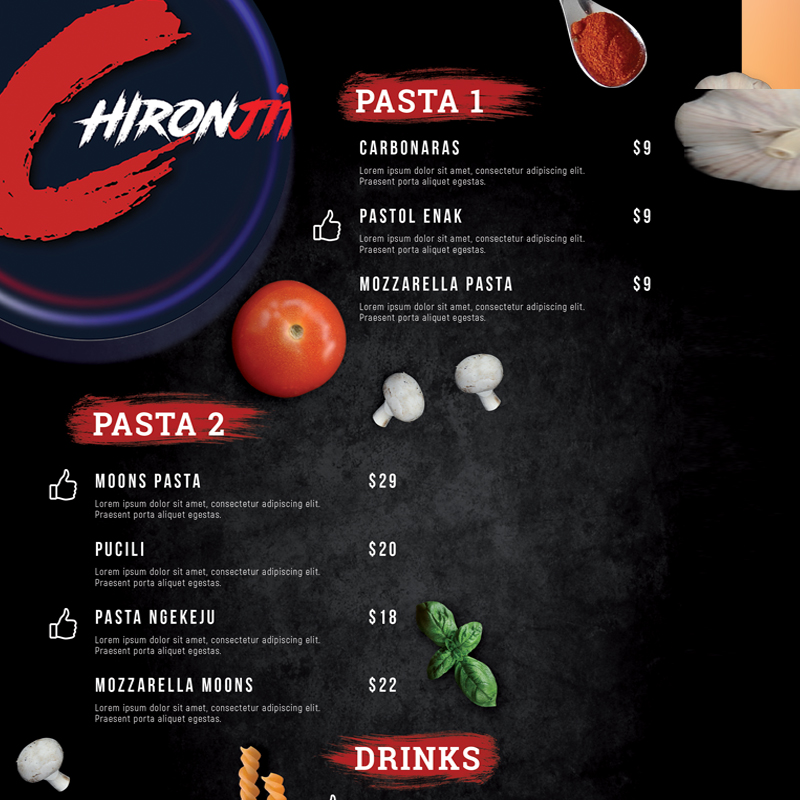 CHIRONJII
PASTA 1
CARBONARAS $9
Lorem ipsum dolor sit amet, consectetur adipiscing elit.
Praesent porta aliquet egestas.
PASTOL ENAK $9
Lorem ipsum dolor sit amet, consectetur adipiscing elit.
Praesent porta aliquet egestas.
MOZZARELLA PASTA $9
Lorem ipsum dolor sit amet, consectetur adipiscing elit.
Praesent porta aliquet egestas.
PASTA 2
MOONS PASTA $29
Lorem ipsum dolor sit amet, consectetur adipiscing elit.
Praesent porta aliquet egestas.
PUCILI $20
Lorem ipsum dolor sit amet, consectetur adipiscing elit.
Praesent porta aliquet egestas.
PASTA NGEKEJU $18
Lorem ipsum dolor sit amet, consectetur adipiscing elit.
Praesent porta aliquet egestas.
MOZZARELLA MOONS $22
Lorem ipsum dolor sit amet, consectetur adipiscing elit.
Praesent porta aliquet egestas.
DRINKS